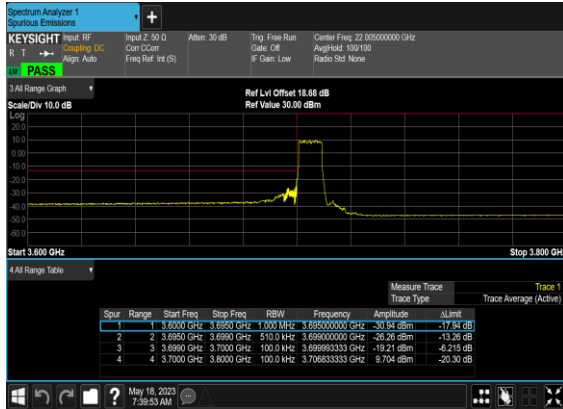 Spectrum Analyzer 1
Spurious Emissions
+
KEYSIGHT Input: RF Input Z: 50 Ω Atten: 30 dB Trig: Free Run Center Freq: 22.005000000 GHz
R T Coupling: DC Corr CCorr Gate: Off Avg|Hold: 100/100
Align: Auto Freq Ref: Int (S) IF Gain: Low Radio Std: None
PASS
3 All Range Graph
Ref Lvl Offset 18.68 dB
Scale/Div 10.0 dB Ref Value 30.00 dBm
Log
20.0
10.0
0.00
-10.0
-20.0
-30.0
-40.0
-50.0
-60.0
Start 3.600 GHz Stop 3.800 GHz
4 All Range Table
Measure Trace Trace 1
Trace Type Trace Average (Active)
Spur Range Start Freq Stop Freq RBW Frequency Amplitude ΔLimit
1 1 3.6000 GHz 3.6950 GHz 1.000 MHz 3.695000000 GHz -30.94 dBm -17.94 dB
2 2 3.6950 GHz 3.6990 GHz 510.0 kHz 3.699000000 GHz -26.26 dBm -13.26 dB
3 3 3.6990 GHz 3.7000 GHz 100.0 kHz 3.699993333 GHz -19.21 dBm -6.215 dB
4 4 3.7000 GHz 3.8000 GHz 100.0 kHz 3.706833333 GHz 9.704 dBm -20.30 dB
? May 18, 2023
7:39:53 AM